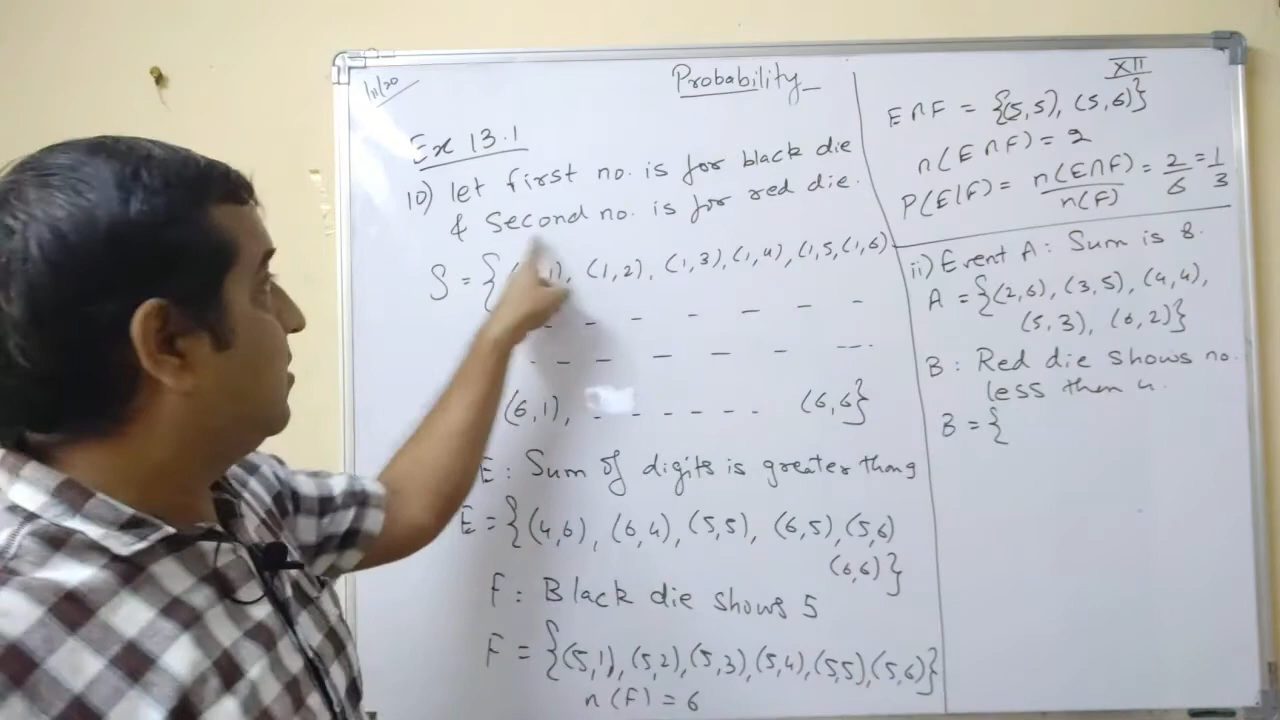 1/11/20
Probability
XII
Ex 13.1
10) let first no. is for black die
& second no. is for red die.
S = { 1), (1,2), (1,3), (1,4), (1,5, (1,6)
- - - - - -
- - - - - -
(6,1), - - - - - - (6,6)}
E : Sum of digits is greater than 9
E = {(4,6), (6,4), (5,5), (6,5), (5,6)
(6,6)}
F : Black die shows 5
F = {(5,1), (5,2), (5,3), (5,4), (5,5), (5,6)}
n(F) = 6
E∩F = {(5,5), (5,6)}
n(E∩F) = 2
P(E|F) = n(E∩F)/n(F) = 2/6 = 1/3
ii) Event A : Sum is 8.
A = {(2,6), (3,5), (4,4),
(5,3), (6,2)}
B : Red die shows no.
less then 4.
B = {